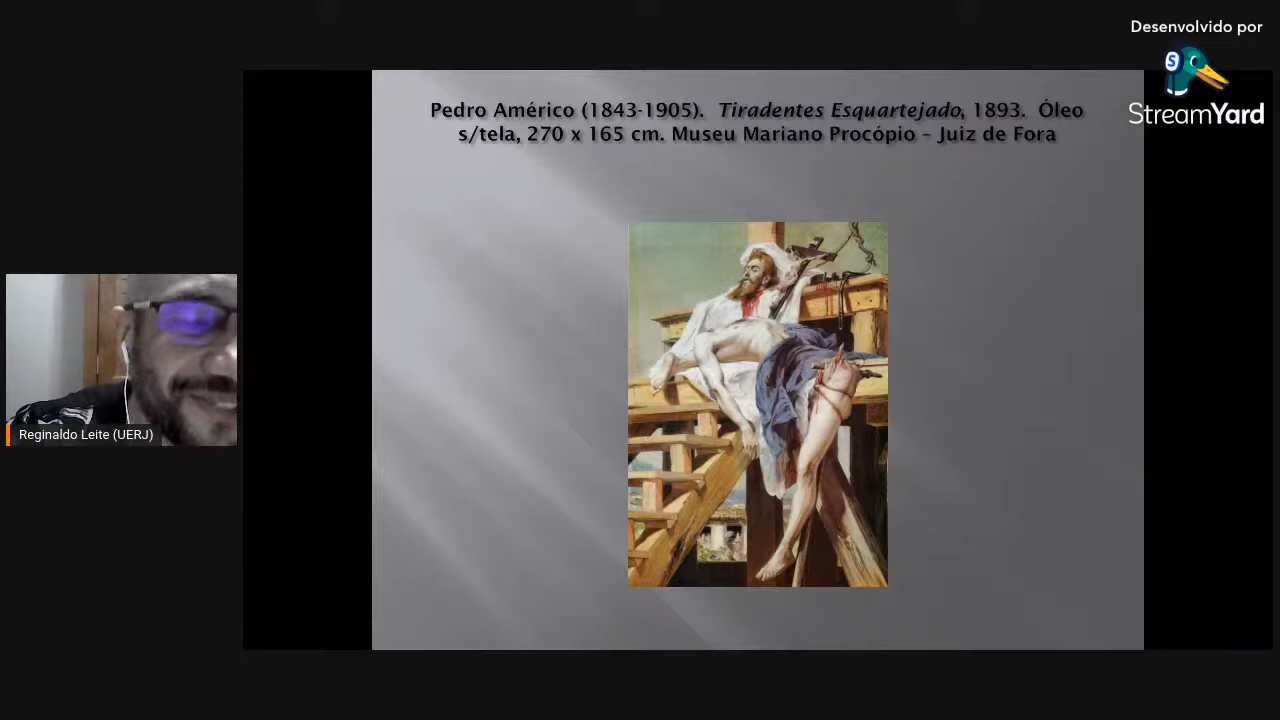 Desenvolvido por
StreamYard
Pedro Américo (1843-1905). Tiradentes Esquartejado, 1893. Óleo
s/tela, 270 x 165 cm. Museu Mariano Procópio – Juiz de Fora
Reginaldo Leite (UERJ)